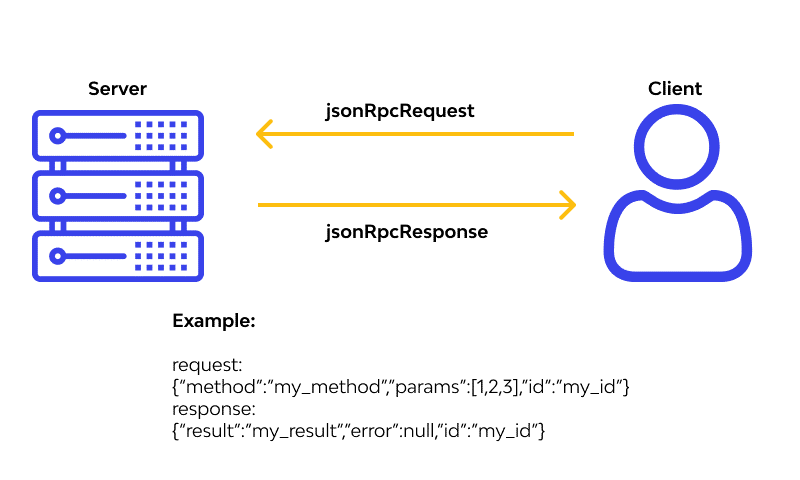 Server
Client
jsonRpcRequest
jsonRpcResponse
Example:
request:
{”method”:”my_method”,”params”:[1,2,3],”id”:”my_id”}
response:
{”result”:”my_result”,”error”:null,”id”:”my_id”}